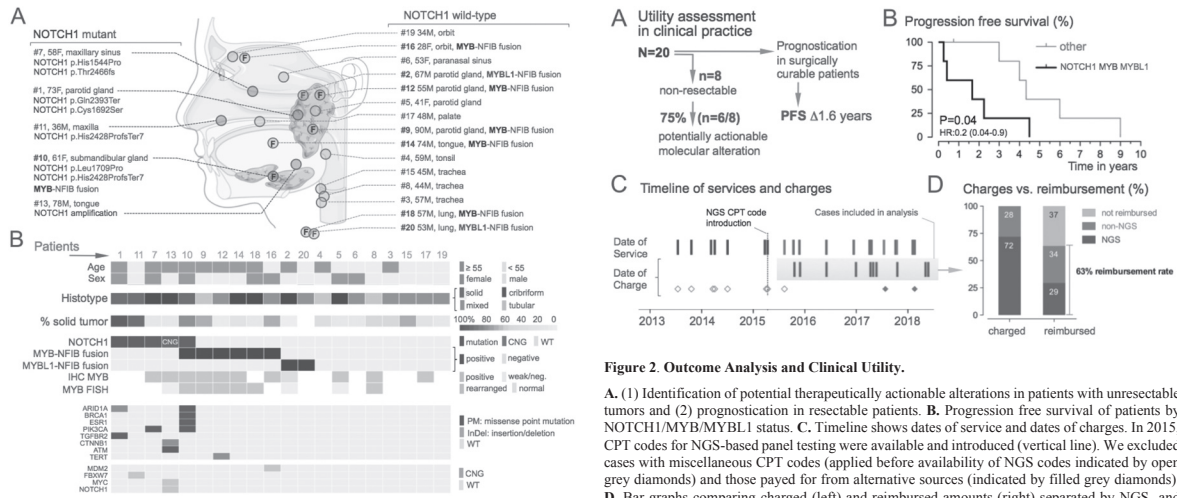 A
NOTCH1 mutant
#7, 58F, maxillary sinus
NOTCH1 p.His1544Pro
NOTCH1 p.Thr2466fs
#1, 73F, parotid gland
NOTCH1 p.Gln2393Ter
NOTCH1 p.Cys1692Ser
#11, 36M, maxilla
NOTCH1 p.His2428ProfsTer7
#10, 61F, submandibular gland
NOTCH1 p.Leu1709Pro
NOTCH1 p.His2428ProfsTer7
MYB-NFIB fusion
#13, 78M, tongue
NOTCH1 amplification
F
F
F
F
F
F
F
F
NOTCH1 wild-type
#19 34M, orbit
#16 28F, orbit, MYB-NFIB fusion
#6, 53F, paranasal sinus
#2, 67M parotid gland, MYBL1-NFIB fusion
#12 55M parotid gland, MYB-NFIB fusion
#5, 41F, parotid gland
#17 48M, palate
#9, 90M, parotid gland, MYB-NFIB fusion
#14 74M, tongue, MYB-NFIB fusion
#4, 59M, tonsil
#15 45M, trachea
#8, 44M, trachea
#3, 57M, trachea
#18 57M, lung, MYB-NFIB fusion
#20 53M, lung, MYBL1-NFIB fusion
B
Patients
1 11 7 13 10 9 12 14 18 16 2 20 4 5 6 8 3 15 17 19
Age
≥ 55 < 55
Sex
female male
Histotype
solid cribriform
mixed tubular
% solid tumor
100% 80 60 40 20 0
NOTCH1
CNG
mutation CNG WT
MYB-NFIB fusion
MYBL1-NFIB fusion
positive negative
IHC MYB
positive weak/neg.
MYB FISH
rearranged normal
ARID1A
BRCA1
ESR1
PIK3CA
TGFBR2
CTNNB1
ATM
TERT
PM: missense point mutation
InDel: insertion/deletion
WT
MDM2
FBXW7
MYC
NOTCH1
CNG
WT
A
Utility assessment
in clinical practice
N=20
n=8
non-resectable
75% (n=6/8)
potentially actionable
molecular alteration
Prognostication
in surgically
curable patients
PFS Δ1.6 years
B
Progression free survival (%)
100
75
50
25
0
other
NOTCH1 MYB MYBL1
P=0.04
HR:0.2 (0.04-0.9)
0 1 2 3 4 5 6 7 8 9 10
Time in years
C Timeline of services and charges
NGS CPT code
introduction
Cases included in analysis
Date of
Service
Date of
Charge
2013 2014 2015 2016 2017 2018
D
Charges vs. reimbursement (%)
100
75
50
25
0
28
72
37
34
29
not reimbursed
non-NGS
NGS
63% reimbursement rate
charged reimbursed
Figure 2. Outcome Analysis and Clinical Utility.
A. (1) Identification of potential therapeutically actionable alterations in patients with unresectable
tumors and (2) prognostication in resectable patients. B. Progression free survival of patients by
NOTCH1/MYB/MYBL1 status. C. Timeline shows dates of service and dates of charges. In 2015,
CPT codes for NGS-based panel testing were available and introduced (vertical line). We excluded
cases with miscellaneous CPT codes (applied before availability of NGS codes indicated by open
grey diamonds) and those payed for from alternative sources (indicated by filled grey diamonds).
D. Bar graphs comparing charged (left) and reimbursed amounts (right) separated by NGS, and